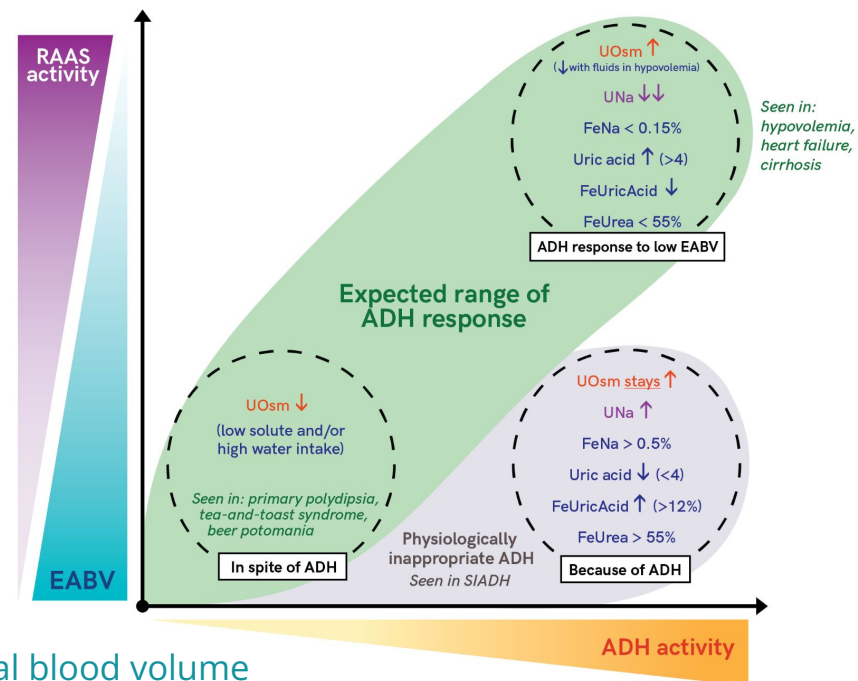 RAAS
activity
EABV
UOsm ↑
(↓with fluids in hypovolemia)
UNa ↓↓
FeNa < 0.15%
Uric acid ↑ (>4)
FeUricAcid ↓
FeUrea < 55%
ADH response to low EABV
Seen in:
hypovolemia,
heart failure,
cirrhosis
Expected range of
ADH response
UOsm ↓
(low solute and/or
high water intake)
Seen in: primary polydipsia,
tea-and-toast syndrome,
beer potomania
In spite of ADH
Physiologically
inappropriate ADH
Seen in SIADH
UOsm stays ↑
UNa ↑
FeNa > 0.5%
Uric acid ↓ (<4)
FeUricAcid ↑ (>12%)
FeUrea > 55%
Because of ADH
ADH activity
al blood volume